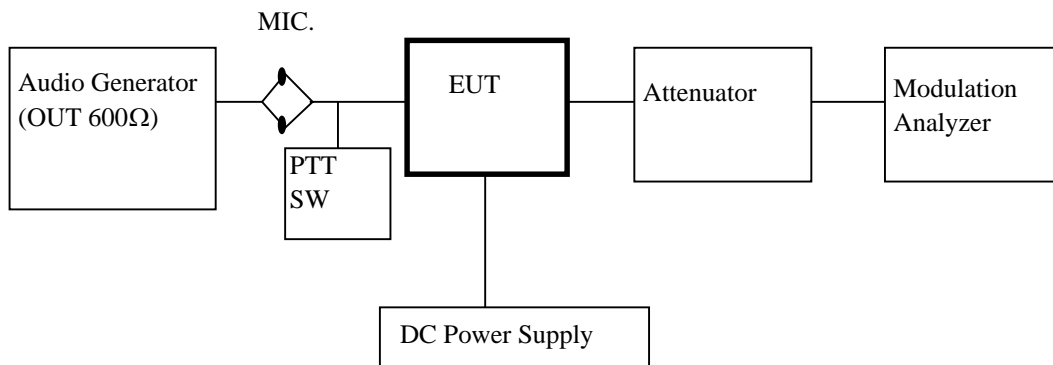 MIC.
Audio Generator
(OUT 600Ω)
EUT
Attenuator
Modulation
Analyzer
PTT
SW
DC Power Supply